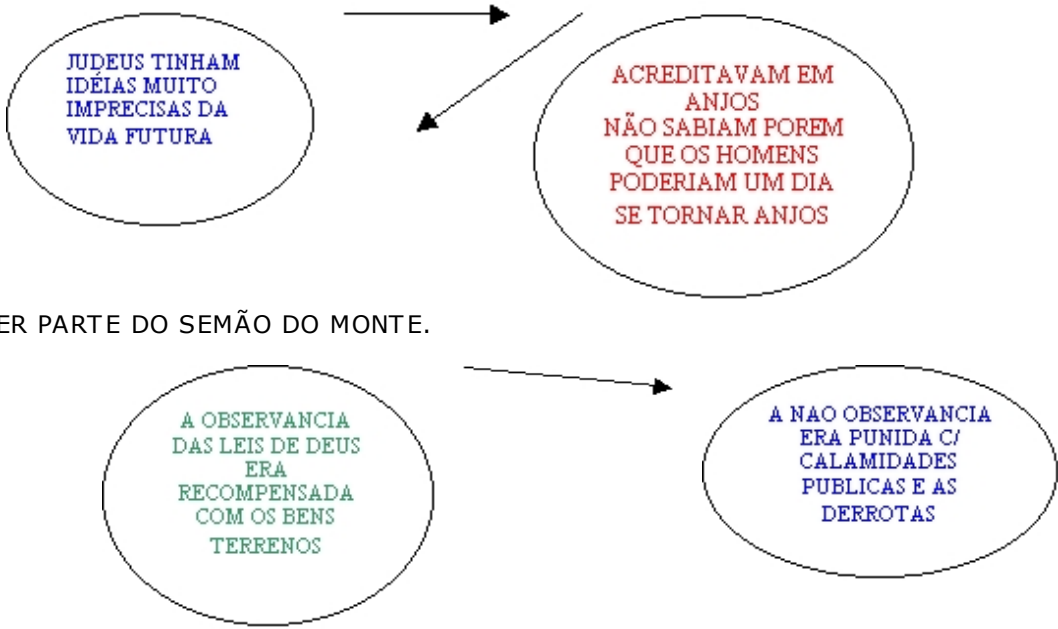 JUDEUS TINHAM
IDÉIAS MUITO
IMPRECISAS DA
VIDA FUTURA
ACREDITAVAM EM
ANJOS
NÃO SABIAM POREM
QUE OS HOMENS
PODERIAM UM DIA
SE TORNAR ANJOS
ER PARTE DO SEMÃO DO MONTE.
A OBSERVANCIA
DAS LEIS DE DEUS
ERA
RECOMPENSADA
COM OS BENS
TERRENOS
A NAO OBSERVANCIA
ERA PUNIDA C/
CALAMIDADES
PUBLICAS E AS
DERROTAS